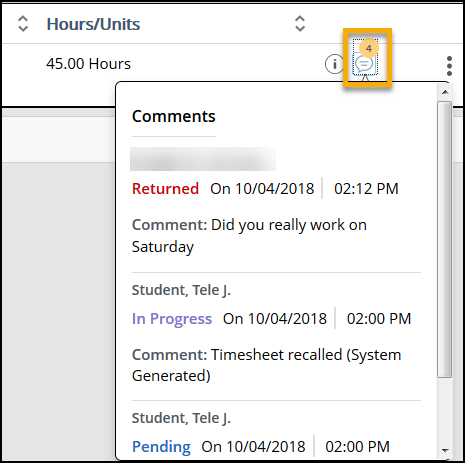 Hours/Units
45.00 Hours
4
Comments
Returned On 10/04/2018 02:12 PM
Comment: Did you really work on
Saturday
Student, Tele J.
In Progress On 10/04/2018 02:00 PM
Comment: Timesheet recalled (System
Generated)
Student, Tele J.
Pending On 10/04/2018 02:00 PM